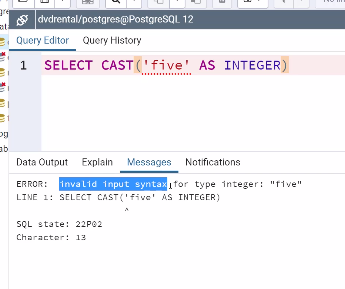 dvdrental/postgres@PostgreSQL 12
Query Editor Query History
1 SELECT CAST('five' AS INTEGER)
Data Output Explain Messages Notifications
ERROR: invalid input syntax for type integer: "five"
LINE 1: SELECT CAST('five' AS INTEGER)
^
SQL state: 22P02
Character: 13